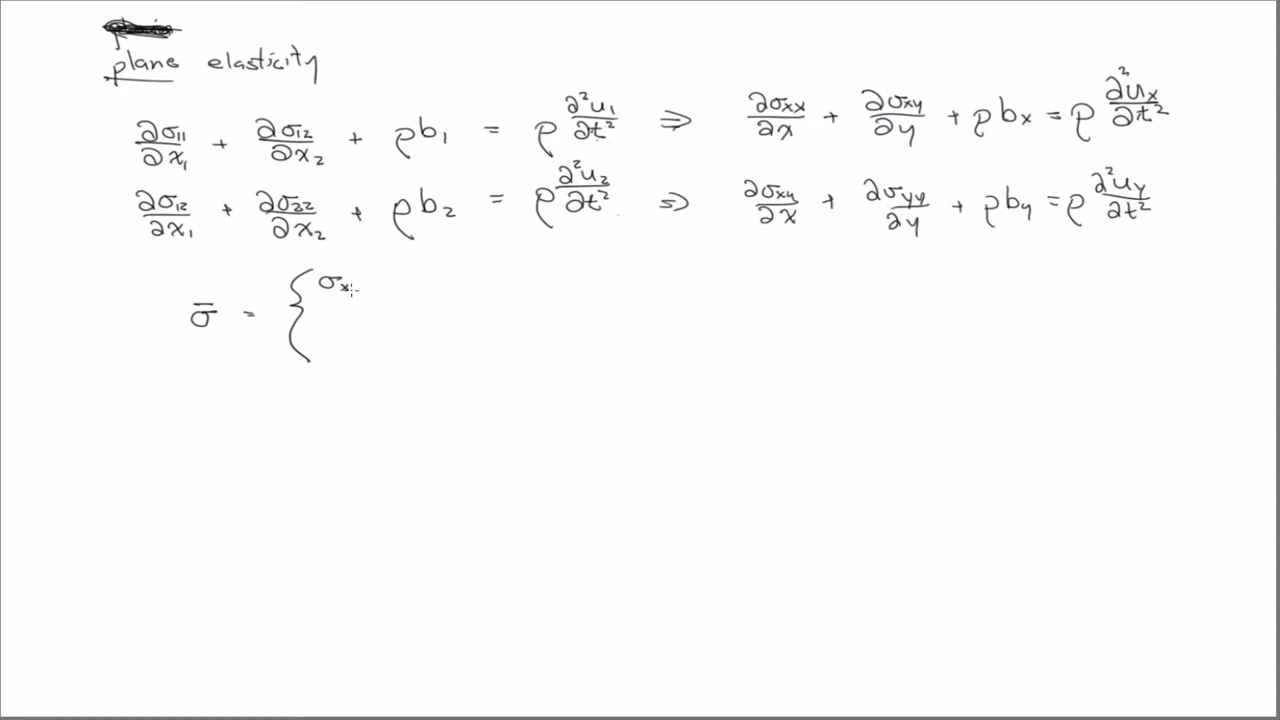 plane elasticity
∂σ₁₁/∂x₁ + ∂σ₁₂/∂x₂ + ρb₁ = ρ ∂²u₁/∂t² ⇒ ∂σxx/∂x + ∂σxy/∂y + ρbx = ρ ∂²ux/∂t²
∂σ₁₂/∂x₁ + ∂σ₂₂/∂x₂ + ρb₂ = ρ ∂²u₂/∂t² ⇒ ∂σxy/∂x + ∂σyy/∂y + ρby = ρ ∂²uy/∂t²
σ̄ = { σx